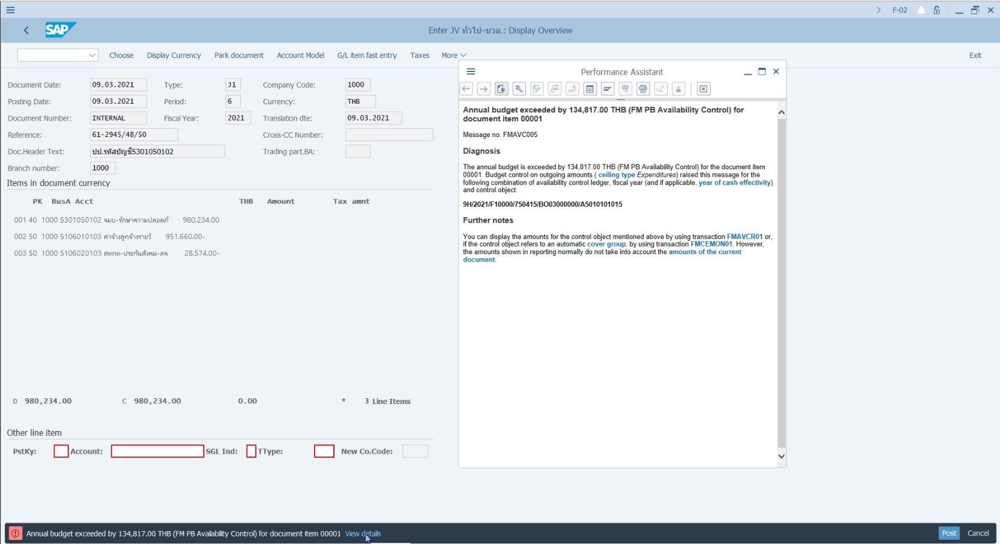 F-02
SAP
Enter JV ทั่วไป-มวล.: Display Overview
Choose Display Currency Park document Account Model G/L item fast entry Taxes More Exit
Document Date: 09.03.2021 Type: J1 Company Code: 1000
Posting Date: 09.03.2021 Period: 6 Currency: THB
Document Number: INTERNAL Fiscal Year: 2021 Translation dte: 09.03.2021
Reference: 61-2945/48/50 Cross-CC Number:
Doc.Header Text: ปป.รหัสบัญชี5301050102 Trading part.BA:
Branch number: 1000
Items in document currency
PK BusA Acct THB Amount Tax amnt
001 40 1000 5301050102 จมบ-รักษาความปลอดภั 980,234.00
002 50 1000 5106010103 ค่าจ้างลูกจ้างรายวั 951,660.00-
003 50 1000 5106020103 สทกท-ประกันสังคม-ลจ 28,574.00-
D 980,234.00 C 980,234.00 0.00 * 3 Line Items
Other line item
PstKy: Account: SGL Ind: TType: New Co.Code:
Performance Assistant
Annual budget exceeded by 134,817.00 THB (FM PB Availability Control) for
document item 00001
Message no. FMAVC005
Diagnosis
The annual budget is exceeded by 134,817.00 THB (FM PB Availability Control) for the document item
00001. Budget control on outgoing amounts ( ceiling type Expenditures) raised this message for the
following combination of availability control ledger, fiscal year (and if applicable, year of cash effectivity)
and control object:
9H/2021/F10000/750415/BO03000000/A5010101015
Further notes
You can display the amounts for the control object mentioned above by using transaction FMAVCR01 or,
if the control object refers to an automatic cover group, by using transaction FMCEMON01. However,
the amounts shown in reporting normally do not take into account the amounts of the current
document.
Annual budget exceeded by 134,817.00 THB (FM PB Availability Control) for document item 00001 View details Post Cancel